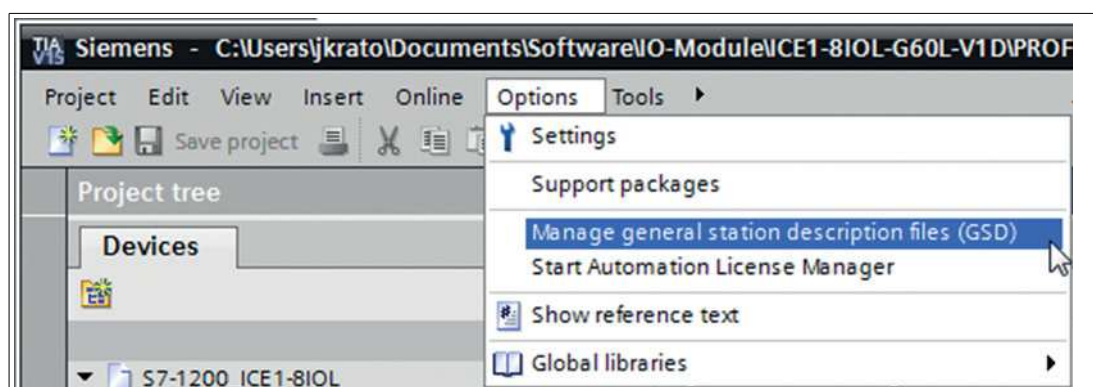 TIA V15 Siemens - C:\Users\jkrato\Documents\Software\IO-Module\ICE1-8IOL-G60L-V1D\PROF
Project Edit View Insert Online Options Tools
Save project
Settings
Support packages
Project tree
Manage general station description files (GSD)
Devices
Start Automation License Manager
Show reference text
Global libraries
S7-1200_ICE1-8IOL